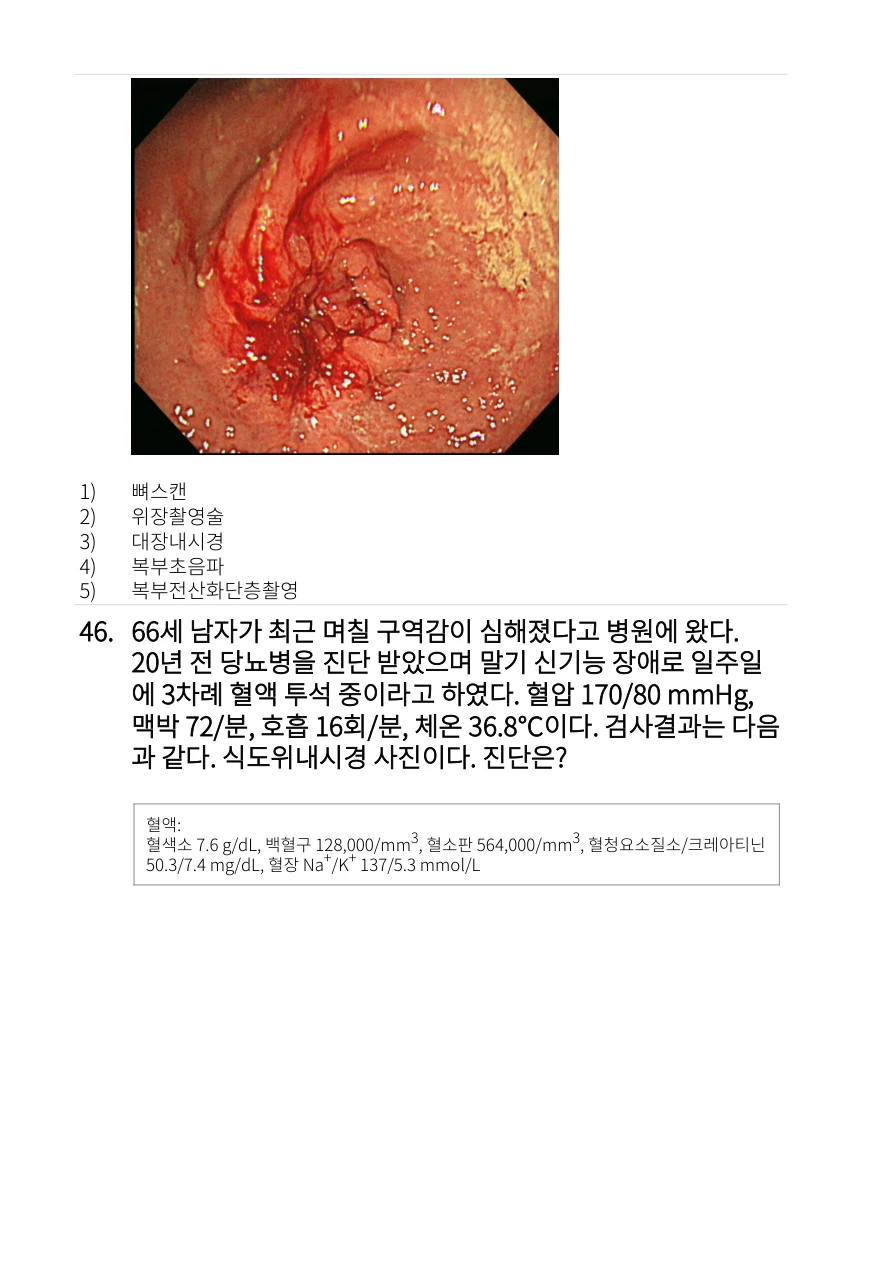 1) 뼈스캔
2) 위장촬영술
3) 대장내시경
4) 복부초음파
5) 복부전산화단층촬영
46. 66세 남자가 최근 며칠 구역감이 심해졌다고 병원에 왔다.
20년 전 당뇨병을 진단 받았으며 말기 신기능 장애로 일주일
에 3차례 혈액 투석 중이라고 하였다. 혈압 170/80 mmHg,
맥박 72/분, 호흡 16회/분, 체온 36.8℃이다. 검사결과는 다음
과 같다. 식도위내시경 사진이다. 진단은?
혈액:
혈색소 7.6 g/dL, 백혈구 128,000/mm³, 혈소판 564,000/mm³, 혈청요소질소/크레아티닌
50.3/7.4 mg/dL, 혈장 Na⁺/K⁺ 137/5.3 mmol/L